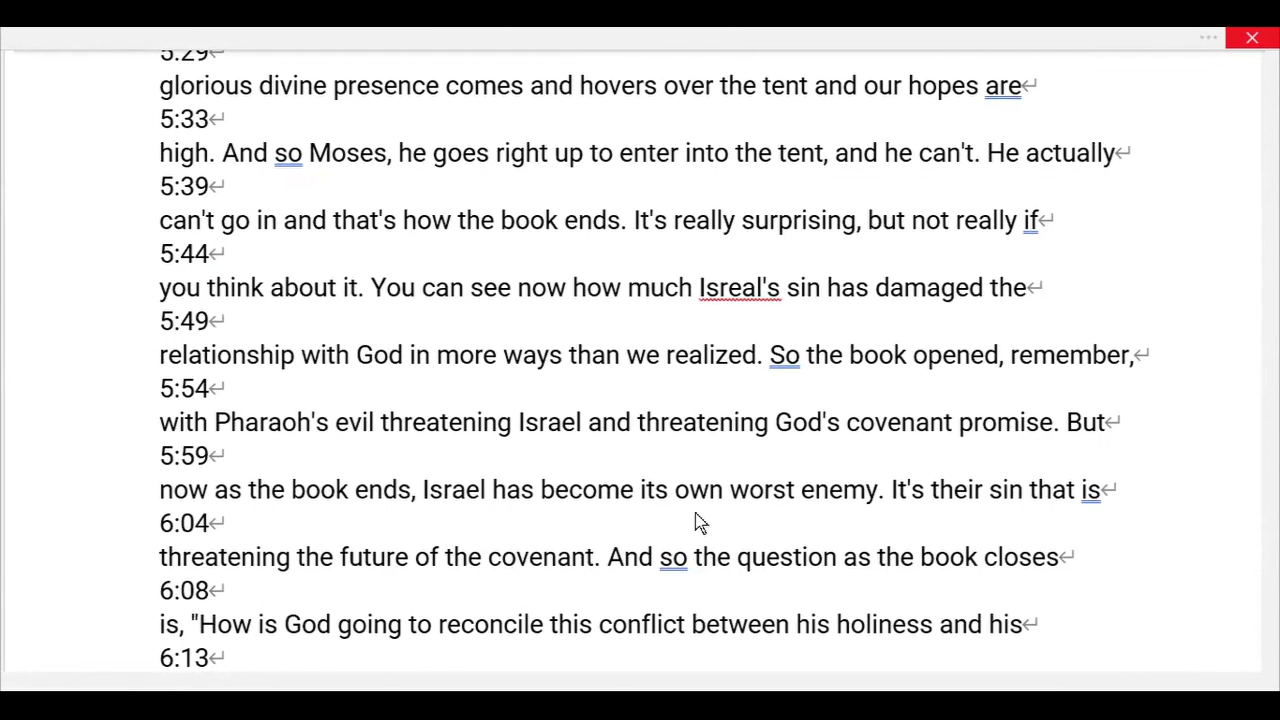 5:29
glorious divine presence comes and hovers over the tent and our hopes are
5:33
high. And so Moses, he goes right up to enter into the tent, and he can't. He actually
5:39
can't go in and that's how the book ends. It's really surprising, but not really if
5:44
you think about it. You can see now how much Isreal's sin has damaged the
5:49
relationship with God in more ways than we realized. So the book opened, remember,
5:54
with Pharaoh's evil threatening Israel and threatening God's covenant promise. But
5:59
now as the book ends, Israel has become its own worst enemy. It's their sin that is
6:04
threatening the future of the covenant. And so the question as the book closes
6:08
is, "How is God going to reconcile this conflict between his holiness and his
6:13